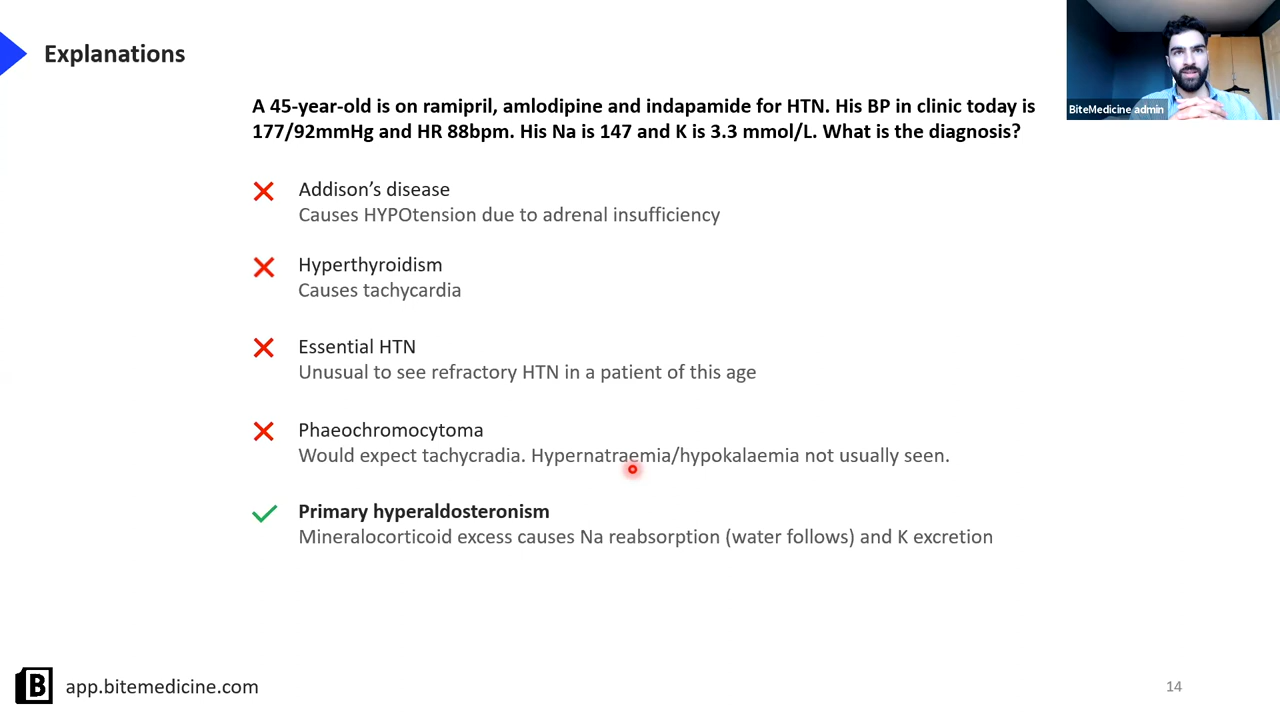 Explanations
A 45-year-old is on ramipril, amlodipine and indapamide for HTN. His BP in clinic today is
177/92mmHg and HR 88bpm. His Na is 147 and K is 3.3 mmol/L. What is the diagnosis?
BiteMedicine admin
Addison’s disease
Causes HYPOtension due to adrenal insufficiency
Hyperthyroidism
Causes tachycardia
Essential HTN
Unusual to see refractory HTN in a patient of this age
Phaeochromocytoma
Would expect tachycradia. Hypernatraemia/hypokalaemia not usually seen.
Primary hyperaldosteronism
Mineralocorticoid excess causes Na reabsorption (water follows) and K excretion
B app.bitemedicine.com
14